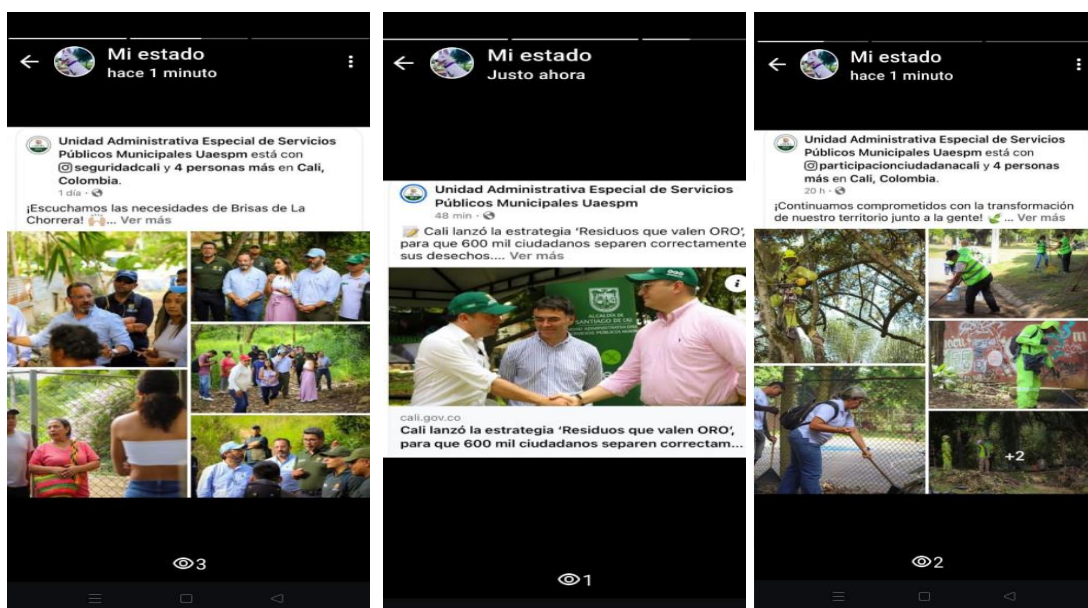 Mi estado
hace 1 minuto
Unidad Administrativa Especial de Servicios
Públicos Municipales Uaespm está con
seguridadcali y 4 personas más en Cali,
Colombia.
1 día
¡Escuchamos las necesidades de Brisas de La
Chorrera! 🙌🏻... Ver más
3
Mi estado
Justo ahora
Unidad Administrativa Especial de Servicios
Públicos Municipales Uaespm
48 min
📝 Cali lanzó la estrategia ‘Residuos que valen ORO’,
para que 600 mil ciudadanos separen correctamente
sus desechos.... Ver más
ALCALDÍA DE
SANTIAGO DE CALI
cali.gov.co
Cali lanzó la estrategia ‘Residuos que valen ORO’,
para que 600 mil ciudadanos separen correctam...
1
Mi estado
hace 1 minuto
Unidad Administrativa Especial de Servicios
Públicos Municipales Uaespm está con
participacionciudadanacali y 4 personas
más en Cali, Colombia.
20 h
¡Continuamos comprometidos con la transformación
de nuestro territorio junto a la gente! 🌿 ... Ver más
+2
2